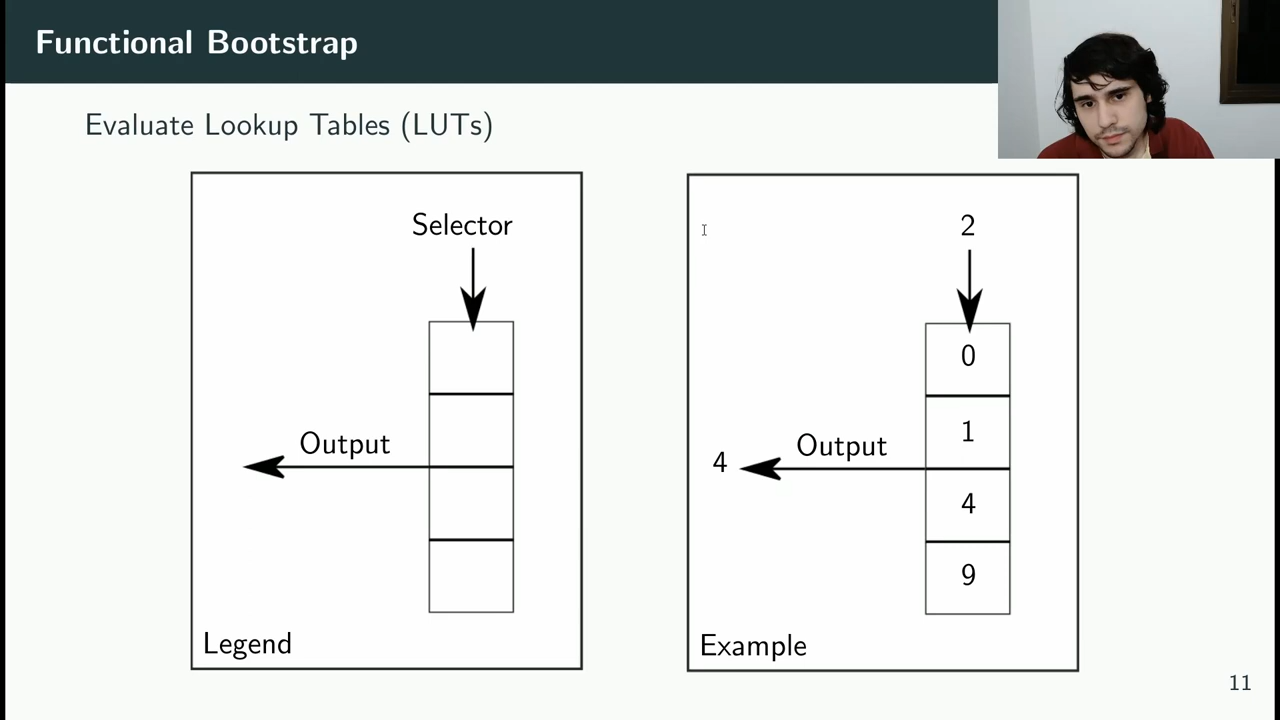 Functional Bootstrap
Evaluate Lookup Tables (LUTs)
Selector
Output
Legend
2
0
1
4
9
Output
4
Example
11